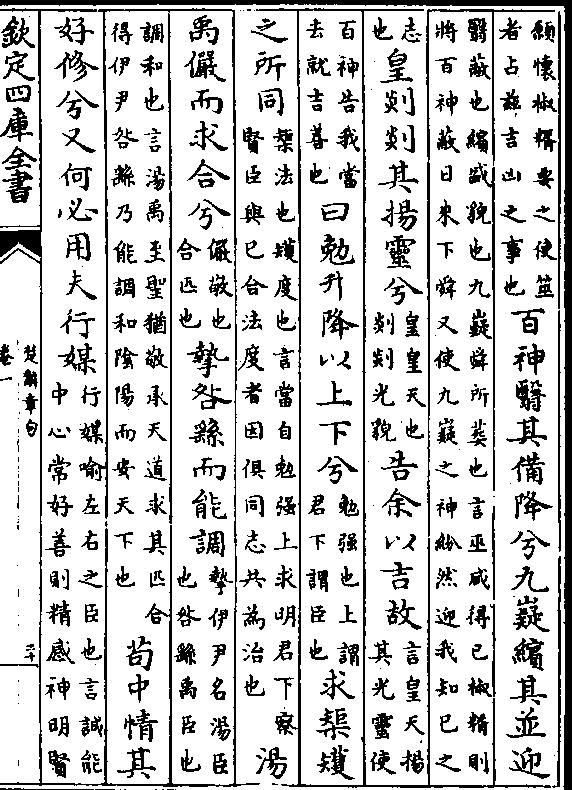 願懷椒糈要之使筮者占兹吉凶之事也百神翳其備降兮九嶷繽其並迎
翳蔽也繽盛貌也九嶷舜所葬也言巫咸得已椒糈則將百神蔽日來下舜又使九嶷之神紛然迎我知已之
志也皇剡剡其揚靈兮皇皇天也剡剡光貌告余以吉故言皇天揚其光靈使
百神告我當去就吉善也曰勉升降以上下兮勉強也上謂君下謂臣也求榘矱
之所同榘法也矱度也言當自勉强上求明君下察賢臣與已合法度者因俱同志共為治也湯
禹儼而求合兮儼敬也合匹也摯咎繇而能調摯伊尹名湯臣也咎繇禹臣也
調和也言湯禹至聖猶敬承天道求其匹合得伊尹咎繇乃能調和陰陽而安天下也苟中情其
好修兮又何必用夫行媒行媒喻左右之臣也言誠能中心常好善則精感神明賢
欽定四庫全書
楚辭章句
卷一
二十